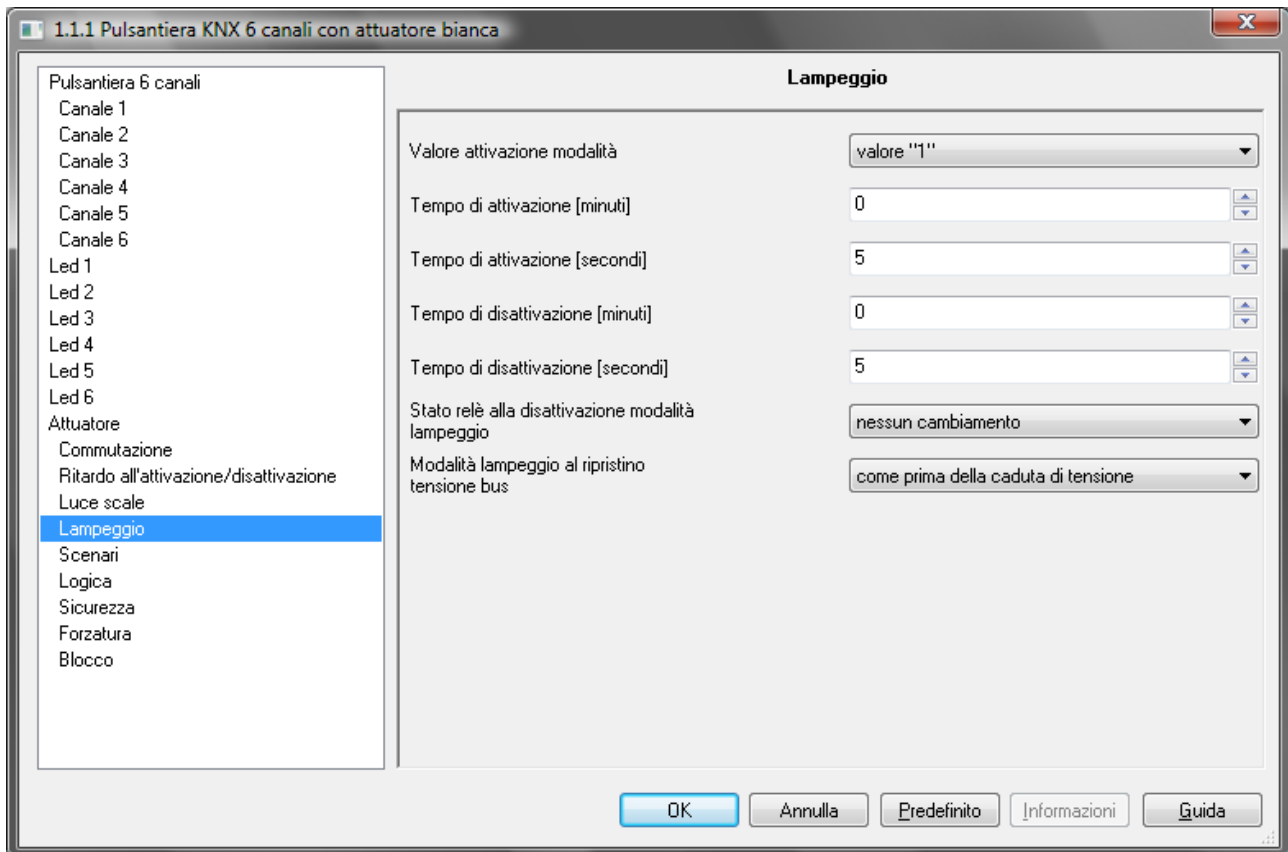 1.1.1 Pulsantiera KNX 6 canali con attuatore bianca
Pulsantiera 6 canali
Canale 1
Canale 2
Canale 3
Canale 4
Canale 5
Canale 6
Led 1
Led 2
Led 3
Led 4
Led 5
Led 6
Attuatore
Commutazione
Ritardo all'attivazione/disattivazione
Luce scale
Lampeggio
Scenari
Logica
Sicurezza
Forzatura
Blocco
Lampeggio
Valore attivazione modalità
valore "1"
Tempo di attivazione [minuti]
0
Tempo di attivazione [secondi]
5
Tempo di disattivazione [minuti]
0
Tempo di disattivazione [secondi]
5
Stato relè alla disattivazione modalità
lampeggio
nessun cambiamento
Modalità lampeggio al ripristino
tensione bus
come prima della caduta di tensione
OK
Annulla
Predefinito
Informazioni
Guida